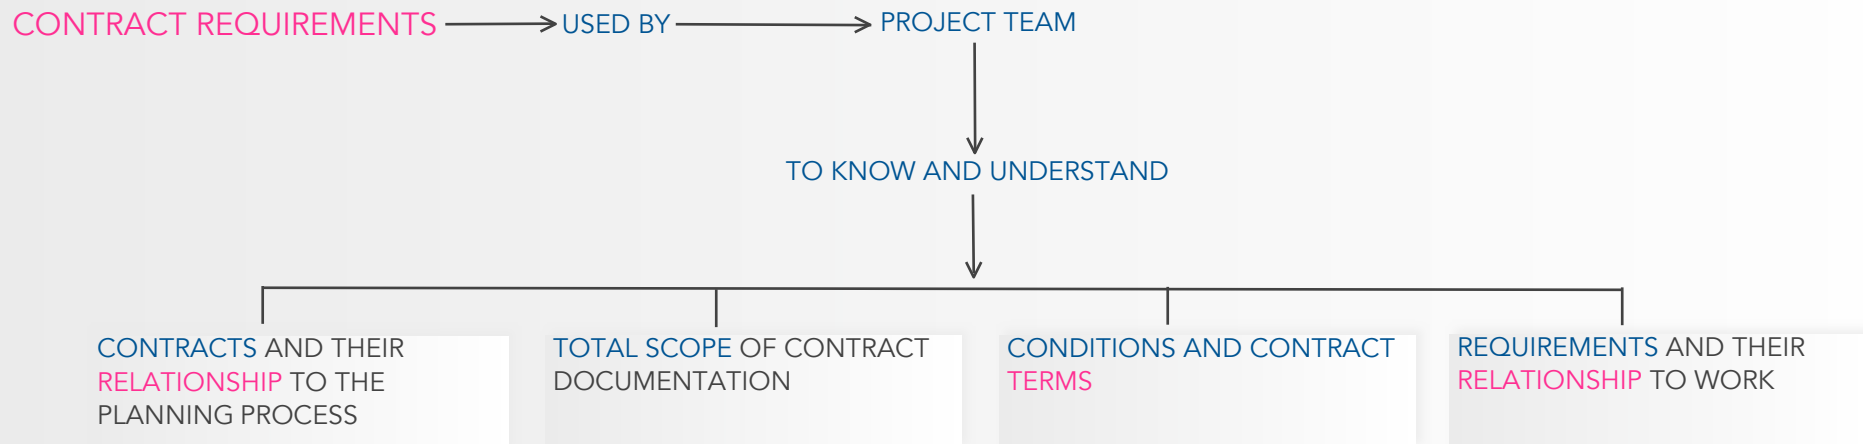 CONTRACT REQUIREMENTS USED BY PROJECT TEAM
TO KNOW AND UNDERSTAND
CONTRACTS AND THEIR
RELATIONSHIP TO THE
PLANNING PROCESS
TOTAL SCOPE OF CONTRACT
DOCUMENTATION
CONDITIONS AND CONTRACT
TERMS
REQUIREMENTS AND THEIR
RELATIONSHIP TO WORK